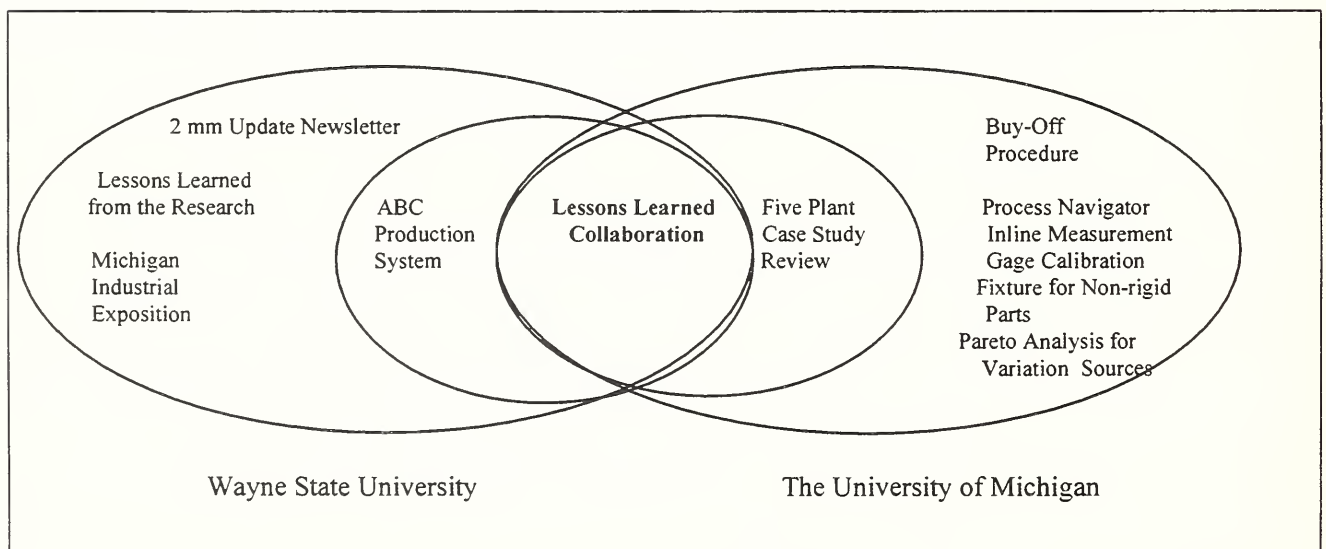 2 mm Update Newsletter
Lessons Learned
from the Research
Michigan
Industrial
Exposition
ABC
Production
System
Lessons Learned
Collaboration
Five Plant
Case Study
Review
Buy-Off
Procedure
Process Navigator
Inline Measurement
Gage Calibration
Fixture for Non-rigid
Parts
Pareto Analysis for
Variation Sources
Wayne State University
The University of Michigan